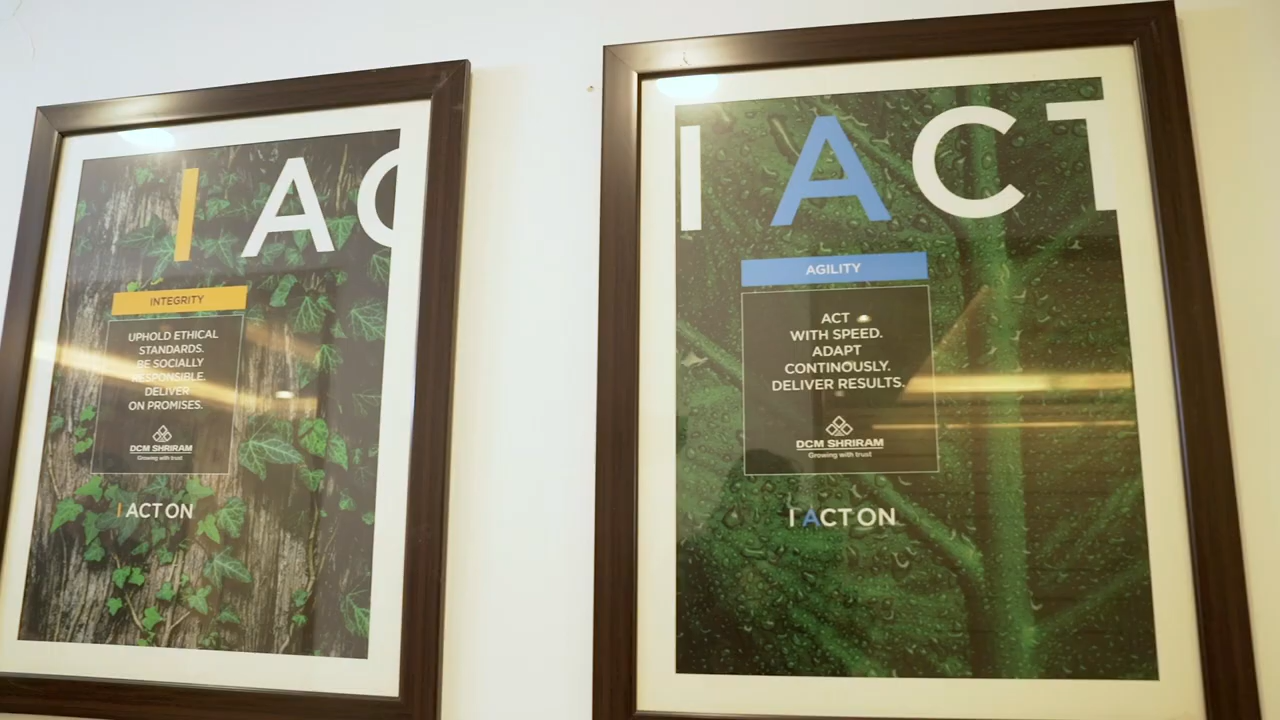 I AC
INTEGRITY
UPHOLD ETHICAL
STANDARDS.
BE SOCIALLY
RESPONSIBLE.
DELIVER
ON PROMISES.
DCM SHRIRAM
Growing with trust
I ACT ON
I ACT
AGILITY
ACT
WITH SPEED.
ADAPT
CONTINOUSLY.
DELIVER RESULTS.
DCM SHRIRAM
Growing with trust
I ACT ON